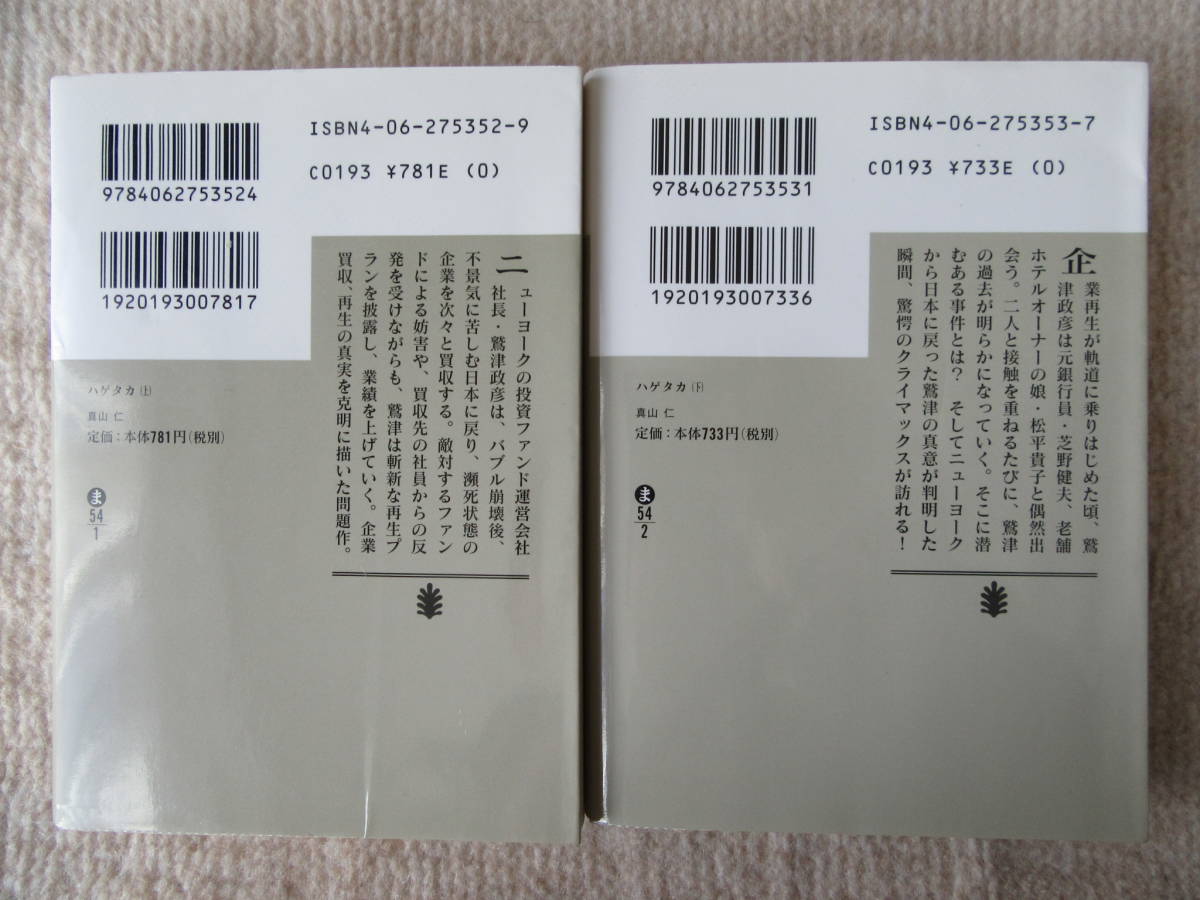 ISBN4-06-275352-9
C0193 ¥781E (0)
9784062753524
1920193007817
ニューヨークの投資ファンド運営会社
社長・鷲津政彦は、バブル崩壊後、
不景気に苦しむ日本に戻り、瀕死状態の
企業を次々と買収する。敵対するファン
ドによる妨害や、買収先の社員からの反
発を受けながらも、鷲津は斬新な再生プ
ランを披露し、業績を上げていく。企業
買収、再生の真実を克明に描いた問題作。
ハゲタカ(上)
真山 仁
定価:本体781円(税別)
ま
54
1
ISBN4-06-275353-7
C0193 ¥733E (0)
9784062753531
1920193007336
企業再生が軌道に乗りはじめた頃、鷲
津政彦は元銀行員・芝野健夫、老舗
ホテルオーナーの娘・松平貴子と偶然出
会う。二人と接触を重ねるたびに、鷲津
の過去が明らかになっていく。そこに潜
むある事件とは? そしてニューヨーク
から日本に戻った鷲津の真意が判明した
瞬間、驚愕のクライマックスが訪れる!
ハゲタカ(下)
真山 仁
定価:本体733円(税別)
ま
54
2